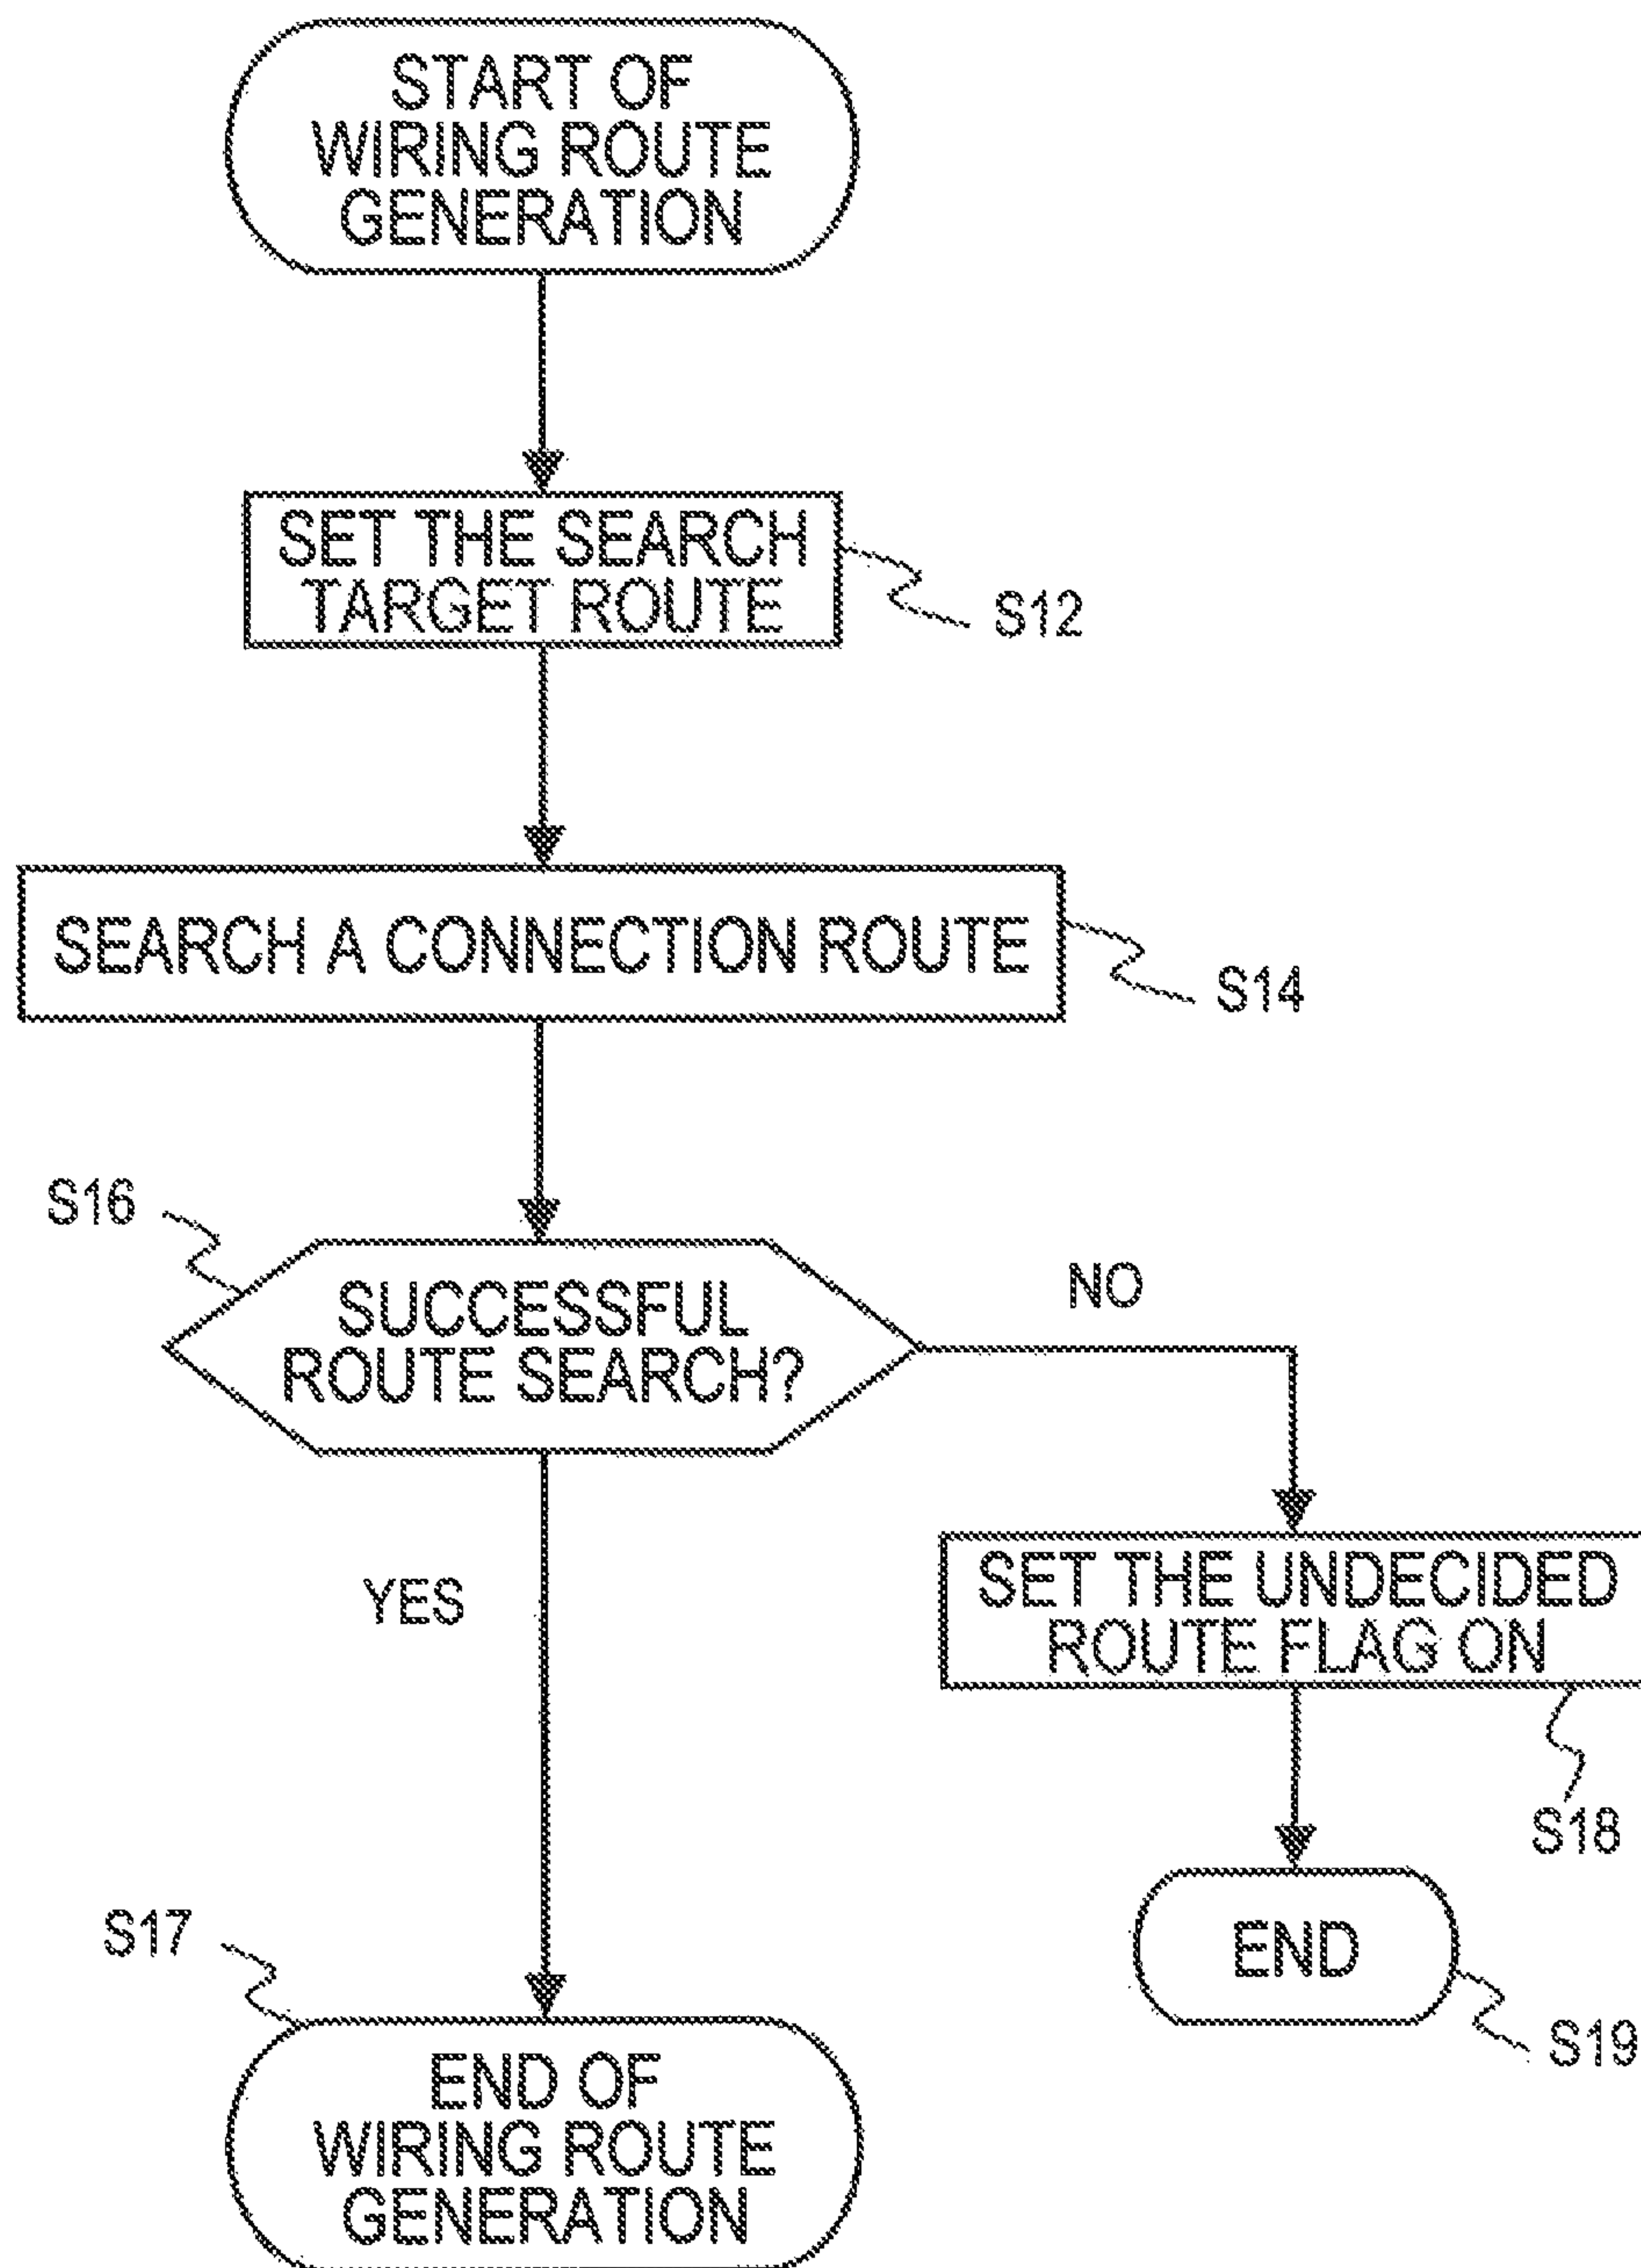 START OF
WIRING ROUTE
GENERATION
SET THE SEARCH
TARGET ROUTE
S12
SEARCH A CONNECTION ROUTE
S14
S16
SUCCESSFUL
ROUTE SEARCH?
NO
YES
SET THE UNDECIDED
ROUTE FLAG ON
S18
END
S19
S17
END OF
WIRING ROUTE
GENERATION